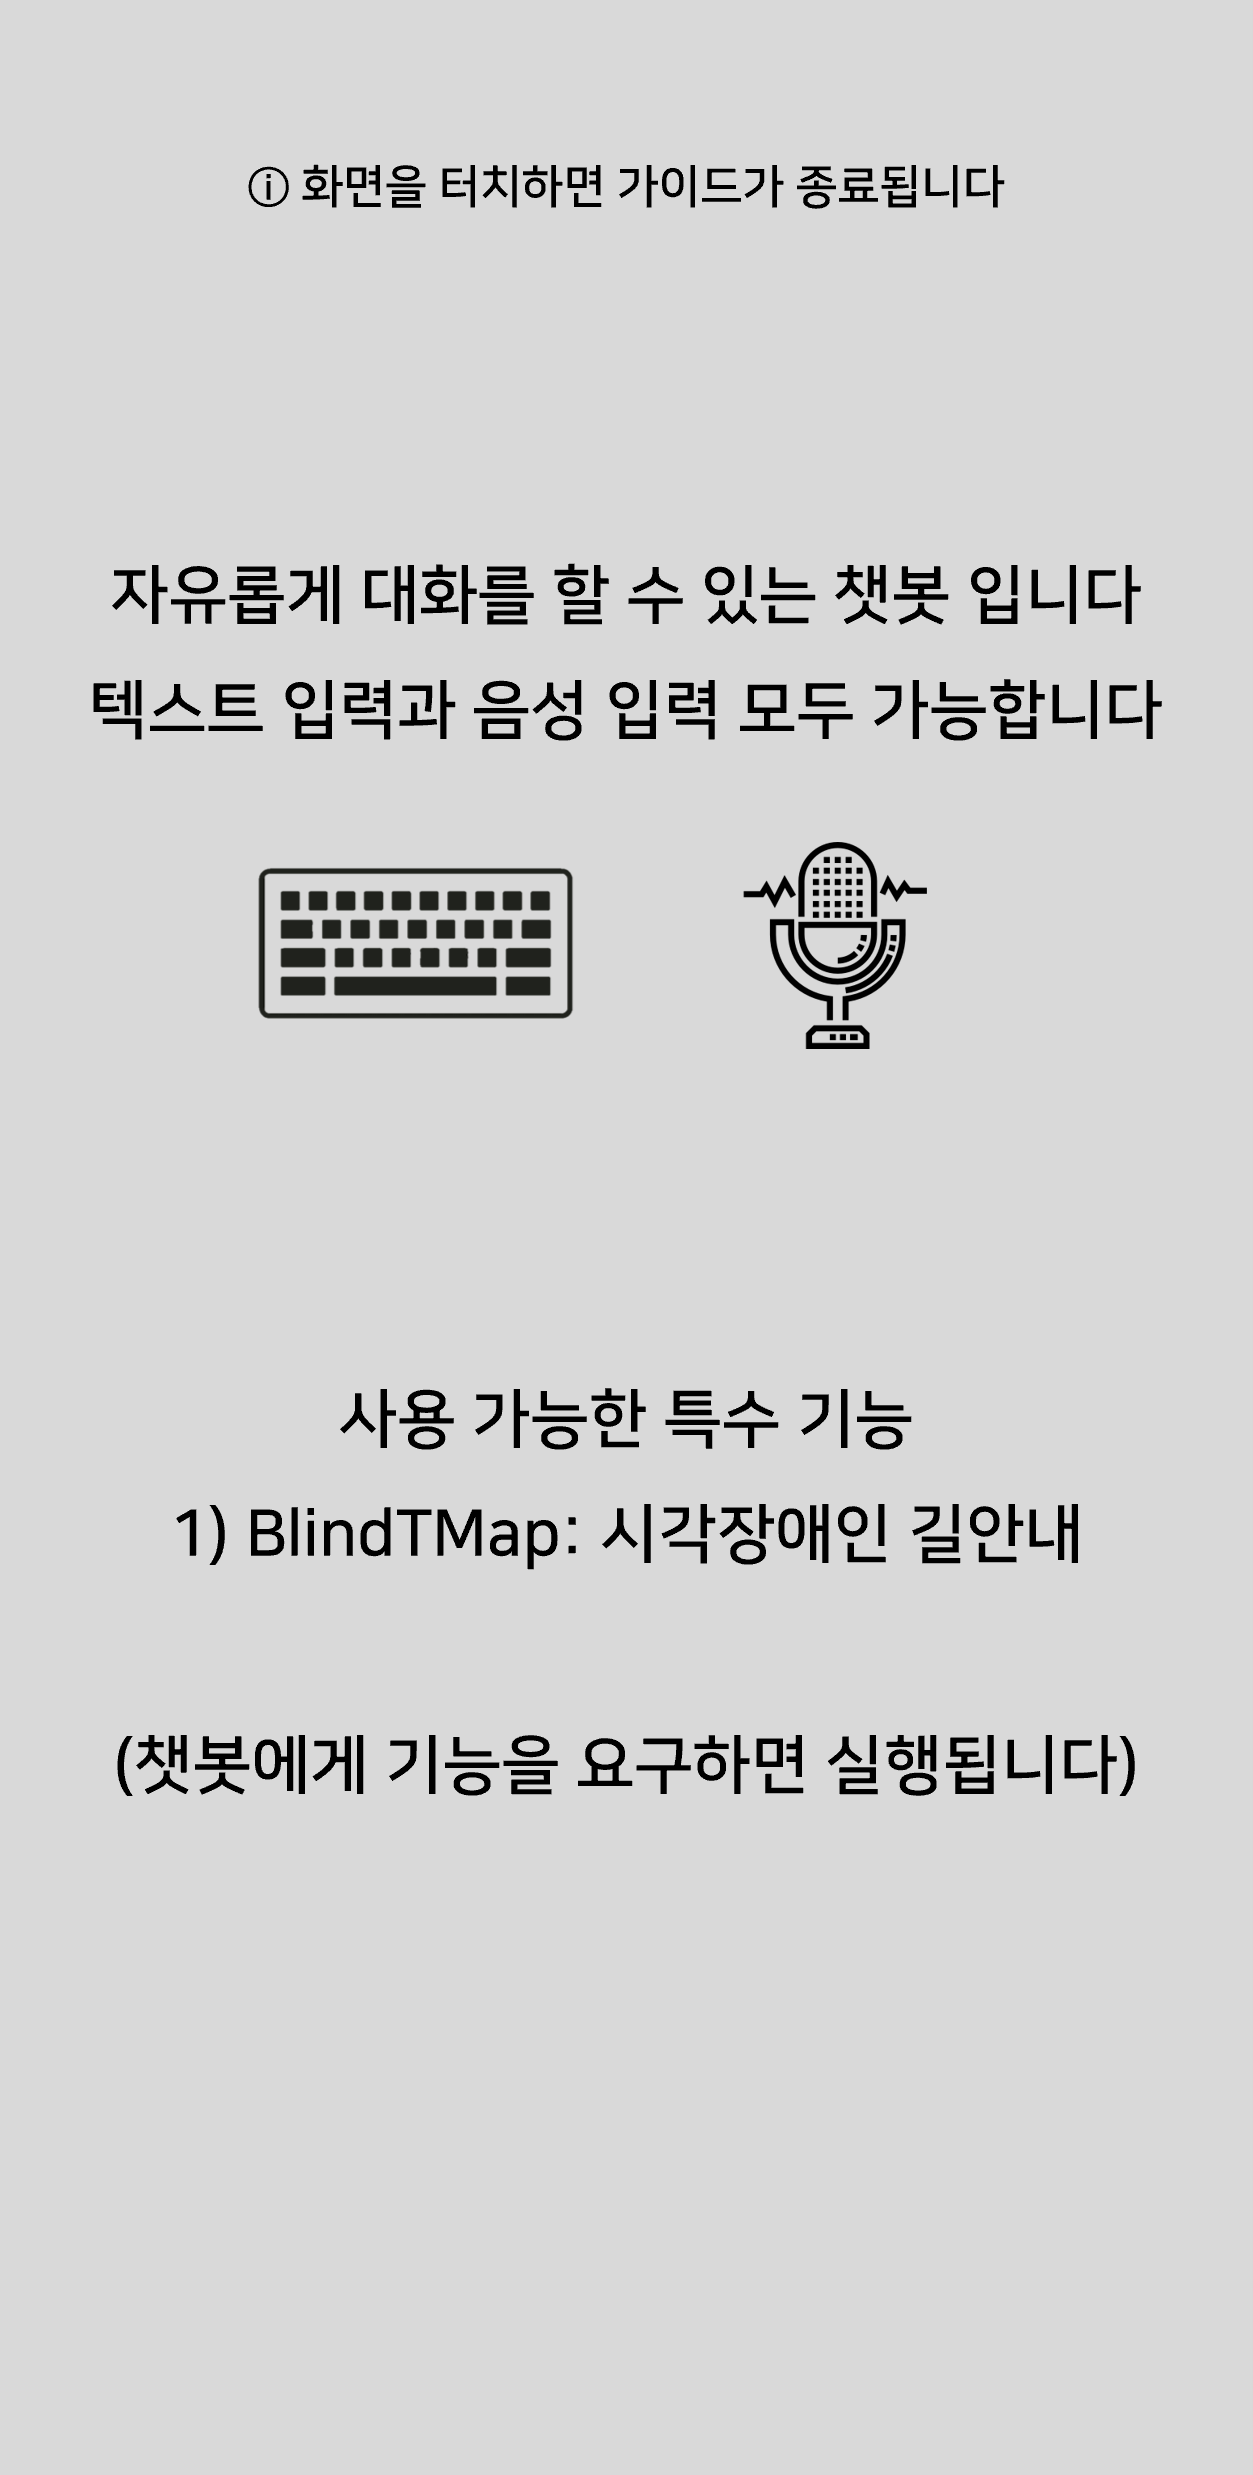 ⓘ 화면을 터치하면 가이드가 종료됩니다
자유롭게 대화를 할 수 있는 챗봇 입니다
텍스트 입력과 음성 입력 모두 가능합니다
사용 가능한 특수 기능
1) BlindTMap: 시각장애인 길안내
(챗봇에게 기능을 요구하면 실행됩니다)